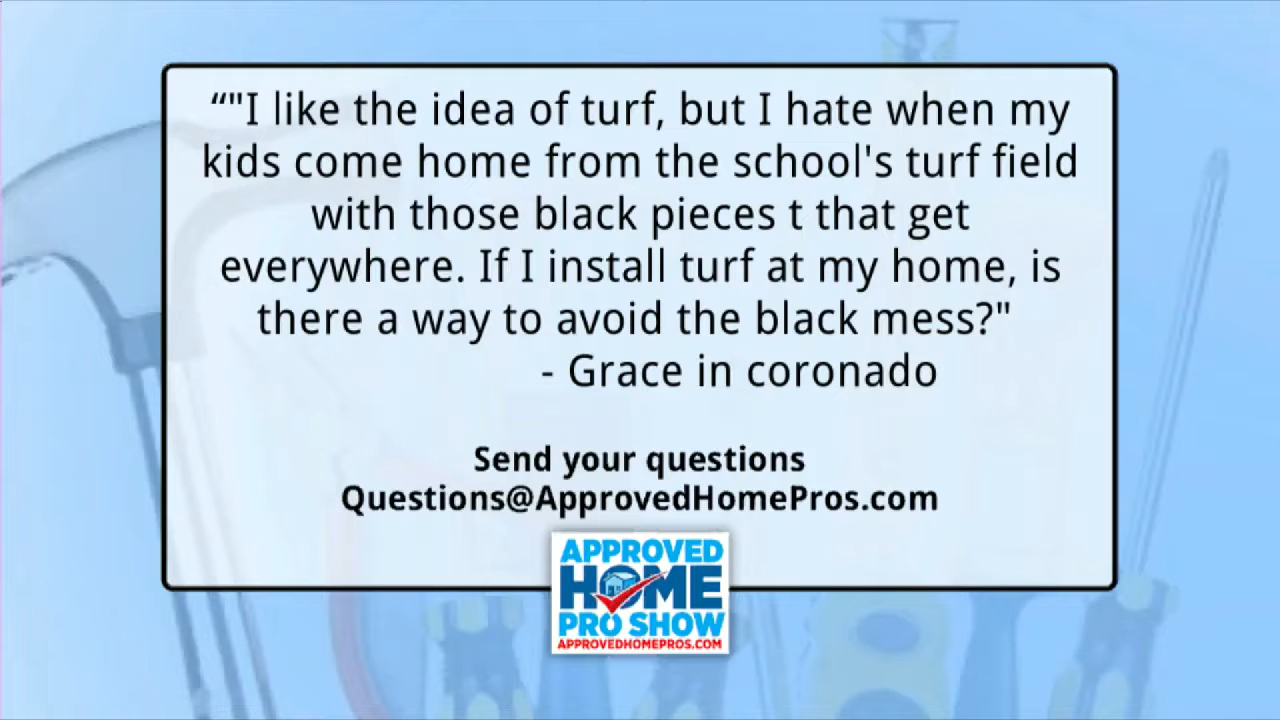 “"I like the idea of turf, but I hate when my
kids come home from the school's turf field
with those black pieces t that get
everywhere. If I install turf at my home, is
there a way to avoid the black mess?"
- Grace in coronado
Send your questions
Questions@ApprovedHomePros.com
APPROVED
HOME
PRO SHOW
APPROVEDHOMEPROS.COM